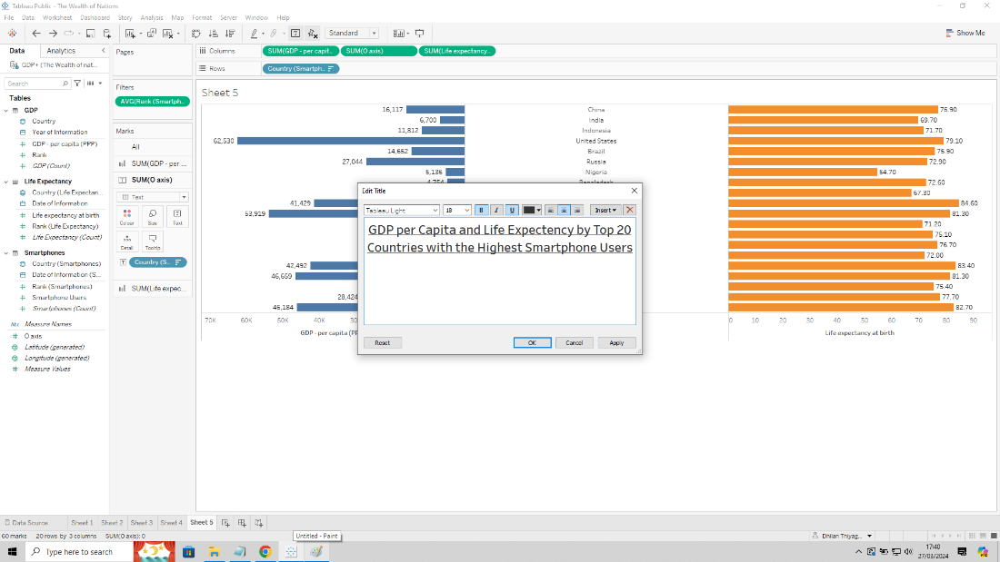 Tableau Public - The Wealth of Nations
File Data Worksheet Dashboard Story Analysis Map Format Server Window Help
Standard
Show Me
Data Analytics
GDP+ (The Wealth of nat...
Search
Tables
GDP
Country
Year of Information
GDP - per capita (PPP)
Rank
GDP (Count)
Life Expectancy
Country (Life Expectan...
Date of Information
Life expectancy at birth
Rank (Life Expectancy)
Life Expectancy (Count)
Smartphones
Country (Smartphones)
Date of Information (S...
Rank (Smartphones)
Smartphone Users
Smartphones (Count)
Abc Measure Names
O axis
Latitude (generated)
Longitude (generated)
Measure Values
Pages
Filters
AVG(Rank (Smartph..
Marks
All
SUM(GDP - per ...
SUM(O axis)
Text
Colour Size Text
Detail Tooltip
Country (S..
SUM(Life expec...
Columns SUM(GDP - per capit.. SUM(O axis) SUM(Life expectancy..
Rows Country (Smartph..
Sheet 5
16,117 China 76.90
6,700 India 69.70
11,812 Indonesia 71.70
62,530 United States 79.10
14,652 Brazil 75.90
27,044 Russia 72.90
5,136 Nigeria 54.70
72.60
67.30
41,429 84.60
53,919 81.30
71.20
75.10
76.70
72.00
42,492 83.40
46,659 81.30
75.40
28,424 77.70
46,184 82.70
70K 60K 50K 40K 0 10 20 30 40 50 60 70 80 90
GDP - per capita (PP Life expectancy at birth
Edit Title
Tableau Light 18 B I U Insert
GDP per Capita and Life Expectency by Top 20
Countries with the Highest Smartphone Users
Reset OK Cancel Apply
Data Source Sheet 1 Sheet 2 Sheet 3 Sheet 4 Sheet 5
60 marks 20 rows by 3 columns SUM(O axis): 0
Untitled - Paint
Dhilan Thiyag...
Type here to search
17:40
27/03/2024